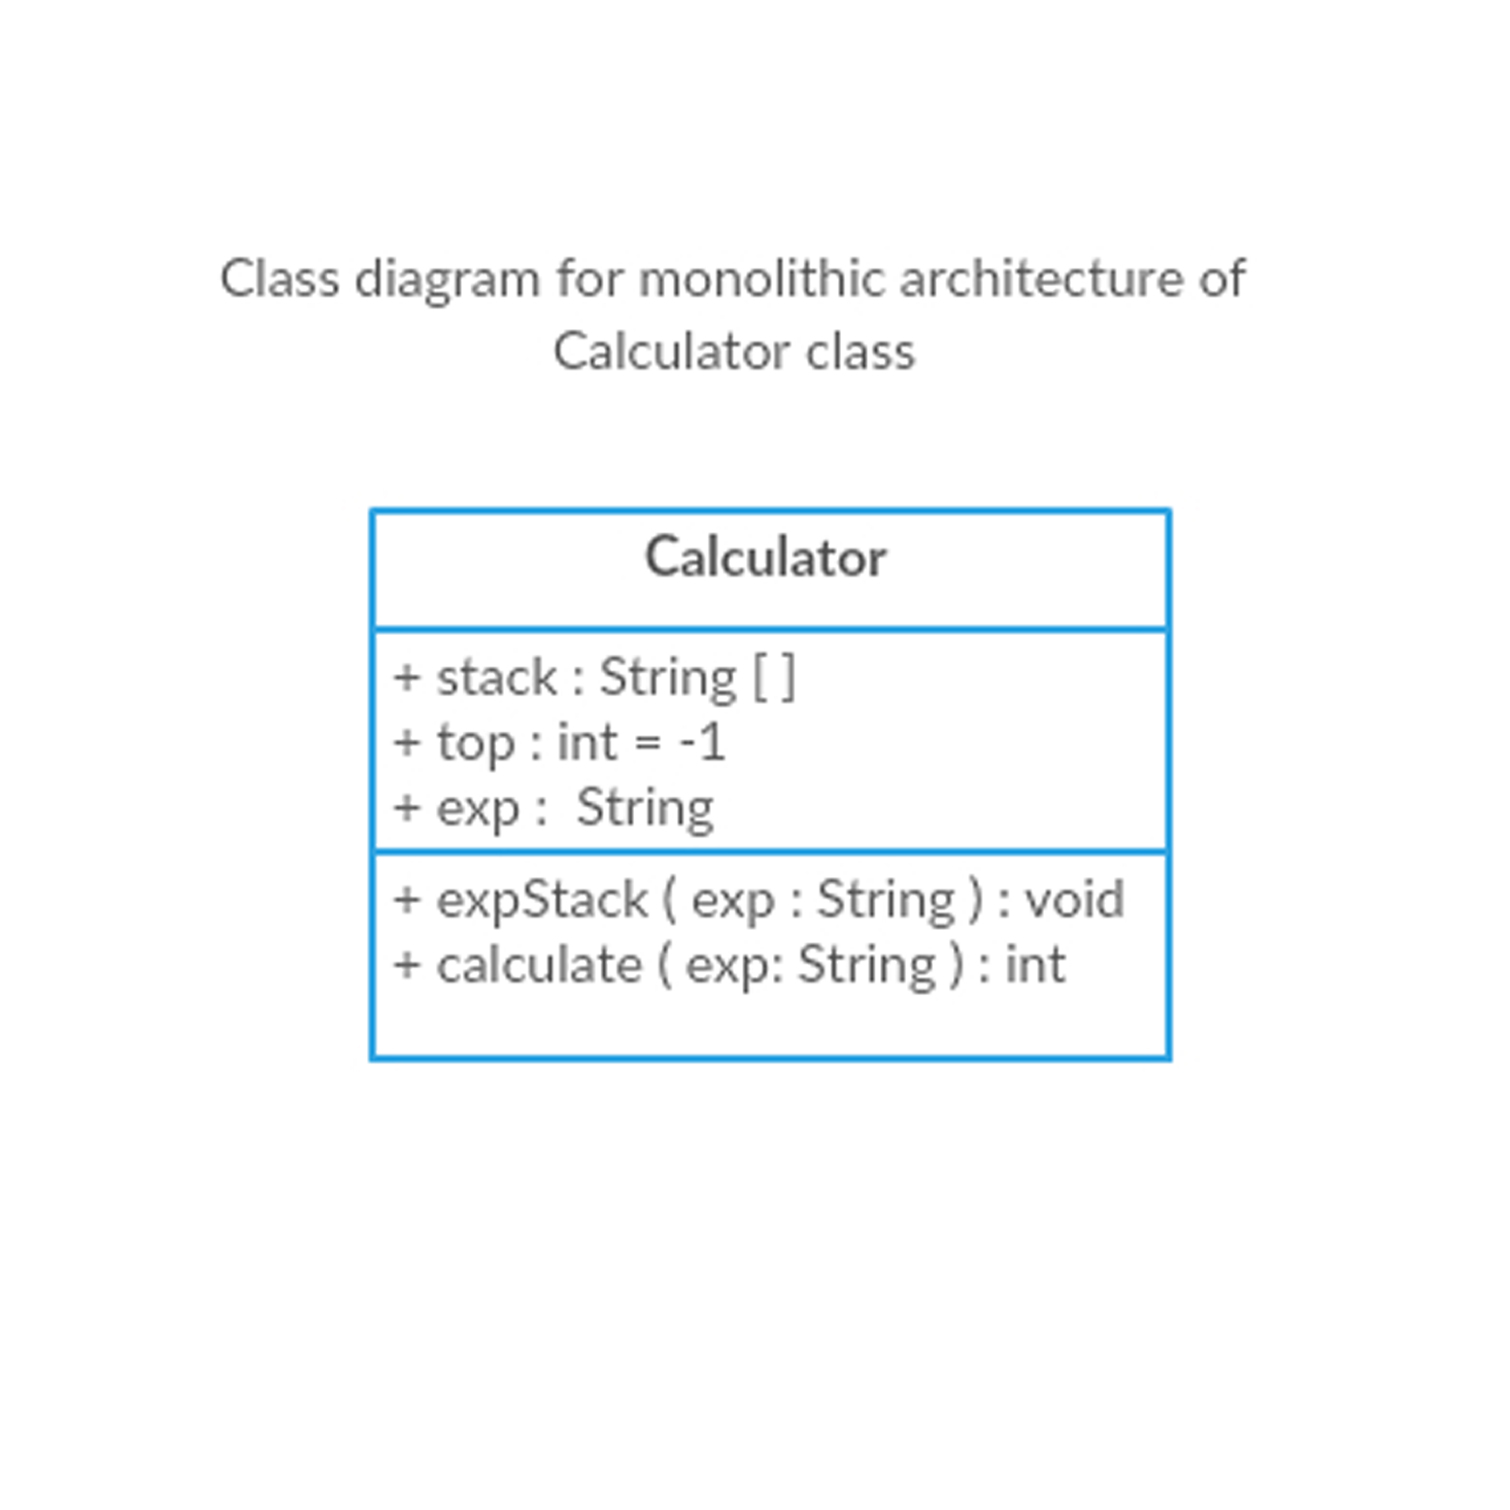 Class diagram for monolithic architecture of
Calculator class
Calculator
+ stack : String [ ]
+ top : int = -1
+ exp :  String
+ expStack ( exp : String ) : void
+ calculate ( exp: String ) : int